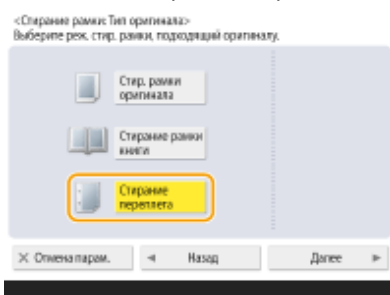 <Стирание рамки: Тип оригинала>
Выберите реж. стир. рамки, подходящий оригиналу.
Стир. рамки
оригинала
Стирание рамки
книги
Стирание
переплета
× Отмена парам.
◄ Назад
Далее ►